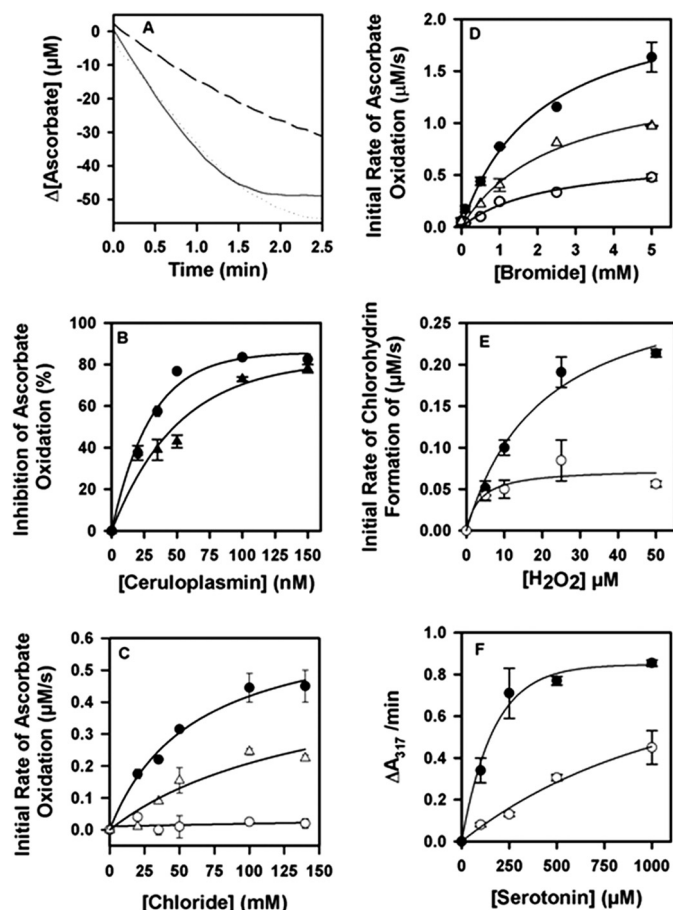 A
Δ[Ascorbate] (µM)
0
-10
-20
-30
-40
-50
0.0 0.5 1.0 1.5 2.0 2.5
Time (min)
B
Inhibition of Ascorbate
Oxidation (%)
100
80
60
40
20
0
0 25 50 75 100 125 150
[Ceruloplasmin] (nM)
C
Initial Rate of Ascorbate
Oxidation (µM/s)
0.6
0.5
0.4
0.3
0.2
0.1
0.0
0 20 40 60 80 100 120 140
[Chloride] (mM)
D
Initial Rate of Ascorbate
Oxidation (µM/s)
2.0
1.5
1.0
0.5
0.0
0 1 2 3 4 5
[Bromide] (mM)
E
Initial Rate of Chlorohydrin
Formation of (µM/s)
0.25
0.20
0.15
0.10
0.05
0.00
0 10 20 30 40 50
[H2O2] µM
F
ΔA317 /min
1.0
0.8
0.6
0.4
0.2
0.0
0 250 500 750 1000
[Serotonin] (µM)